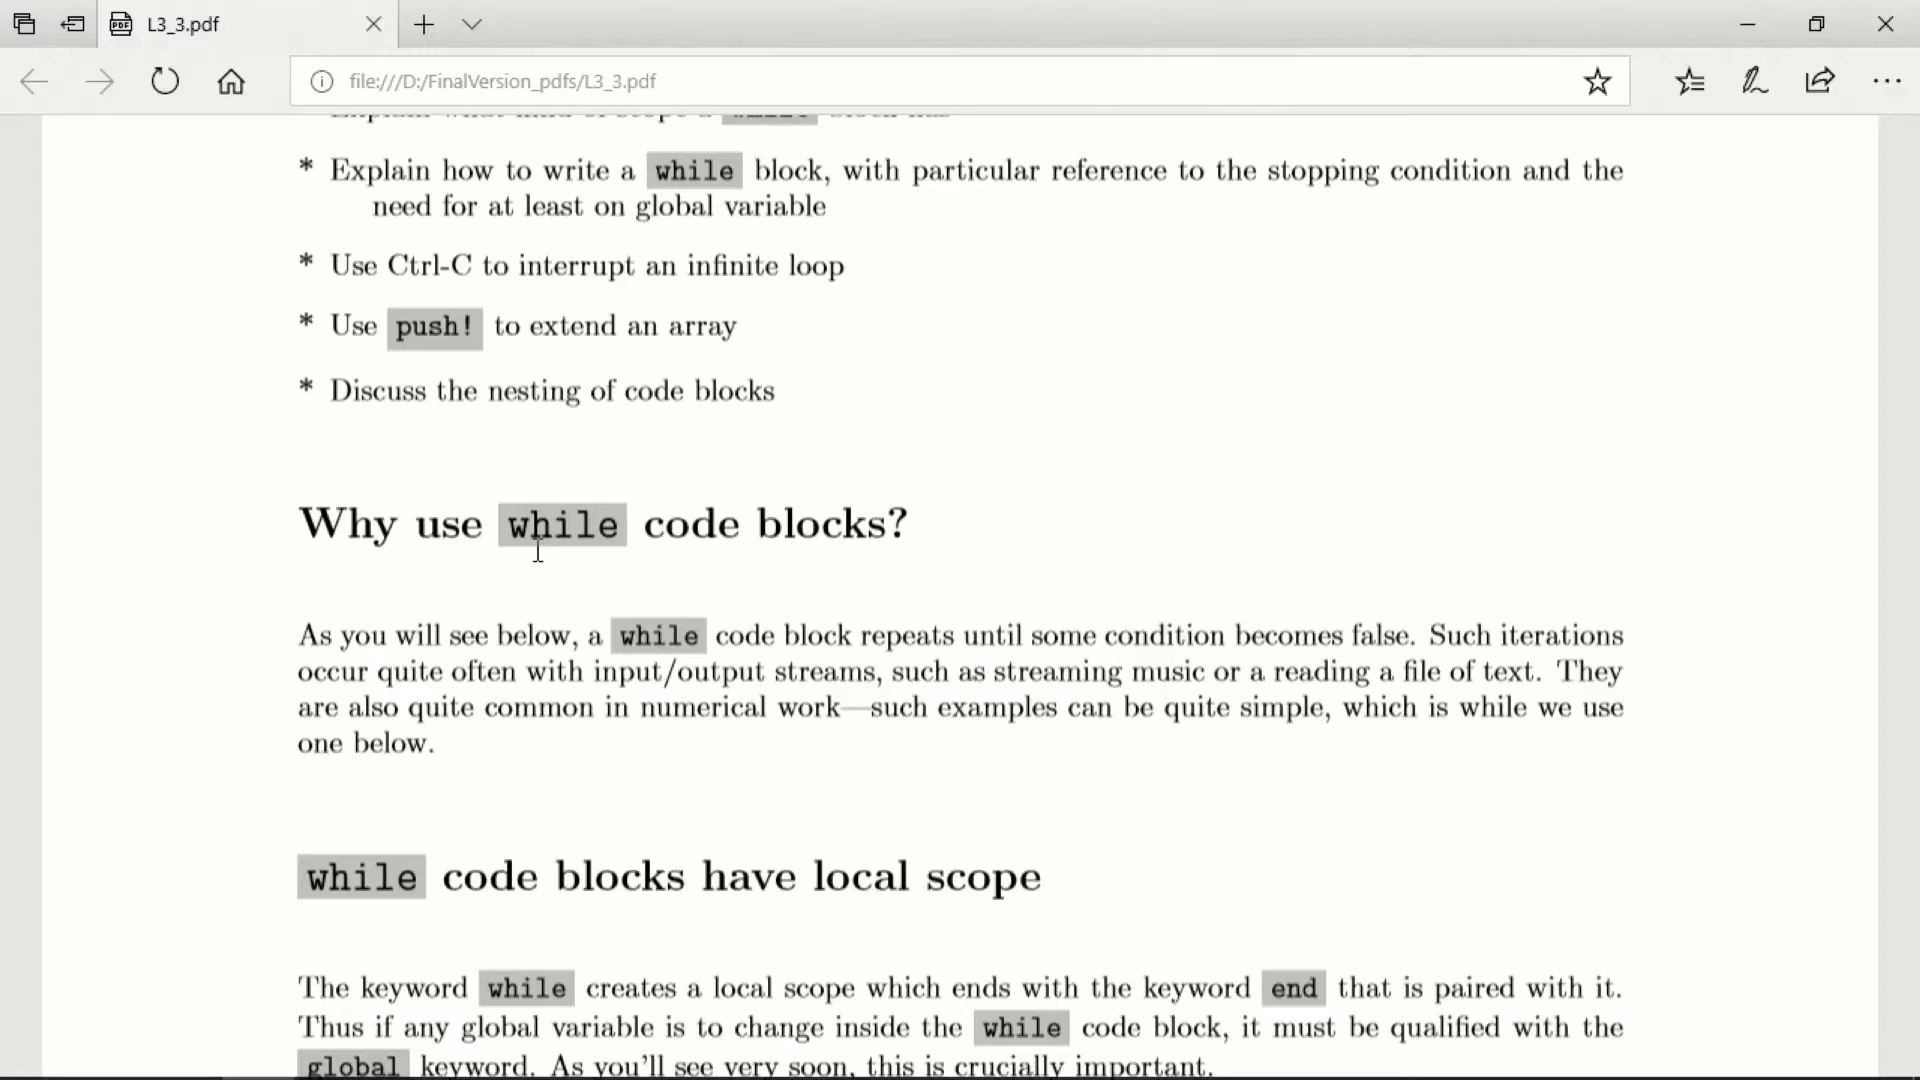 L3_3.pdf
file:///D:/FinalVersion_pdfs/L3_3.pdf
* Explain how to write a while block, with particular reference to the stopping condition and the
need for at least on global variable
* Use Ctrl-C to interrupt an infinite loop
* Use push! to extend an array
* Discuss the nesting of code blocks
Why use while code blocks?
As you will see below, a while code block repeats until some condition becomes false. Such iterations
occur quite often with input/output streams, such as streaming music or a reading a file of text. They
are also quite common in numerical work—such examples can be quite simple, which is while we use
one below.
while code blocks have local scope
The keyword while creates a local scope which ends with the keyword end that is paired with it.
Thus if any global variable is to change inside the while code block, it must be qualified with the
global keyword. As you'll see very soon, this is crucially important.